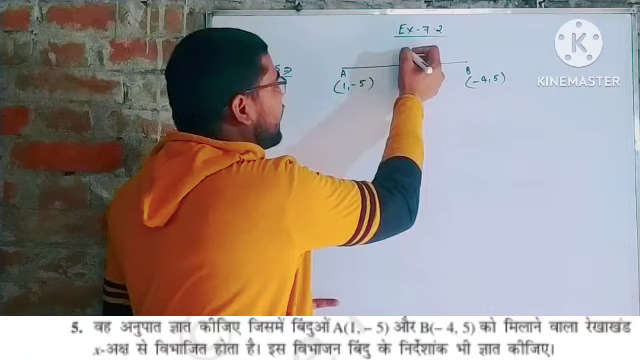 Ex-7.2
A B
(1,-5) (-4,5)
K
KINEMASTER
5. वह अनुपात ज्ञात कीजिए जिसमें बिंदुओं A(1, – 5) और B(– 4, 5) को मिलाने वाला रेखाखंड
x-अक्ष से विभाजित होता है। इस विभाजन बिंदु के निर्देशांक भी ज्ञात कीजिए।